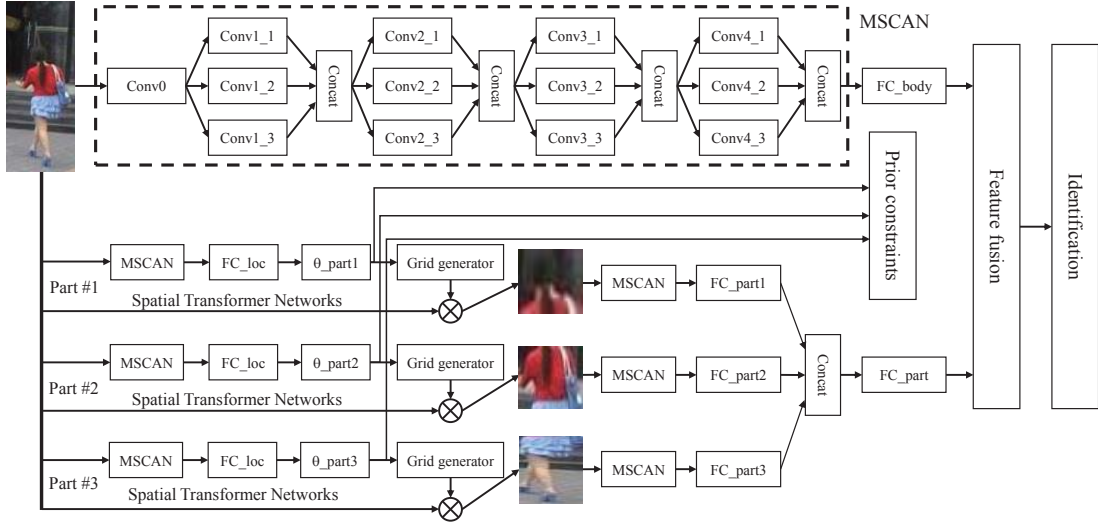 MSCAN
Conv0
Conv1_1
Conv1_2
Conv1_3
Concat
Conv2_1
Conv2_2
Conv2_3
Concat
Conv3_1
Conv3_2
Conv3_3
Concat
Conv4_1
Conv4_2
Conv4_3
Concat
FC_body
Prior constraints
Feature fusion
Identification
Part #1
MSCAN
FC_loc
θ_part1
Grid generator
Spatial Transformer Networks
MSCAN
FC_part1
Part #2
MSCAN
FC_loc
θ_part2
Grid generator
Spatial Transformer Networks
MSCAN
FC_part2
Concat
FC_part
Part #3
MSCAN
FC_loc
θ_part3
Grid generator
Spatial Transformer Networks
MSCAN
FC_part3